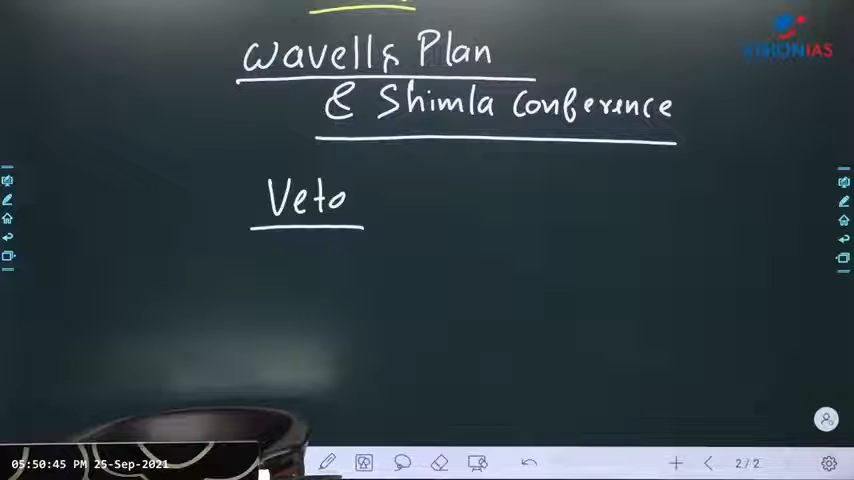 VISIONIAS
Wavell's Plan
& Shimla Conference
Veto
05:50:45 PM 25-Sep-2021
2/2